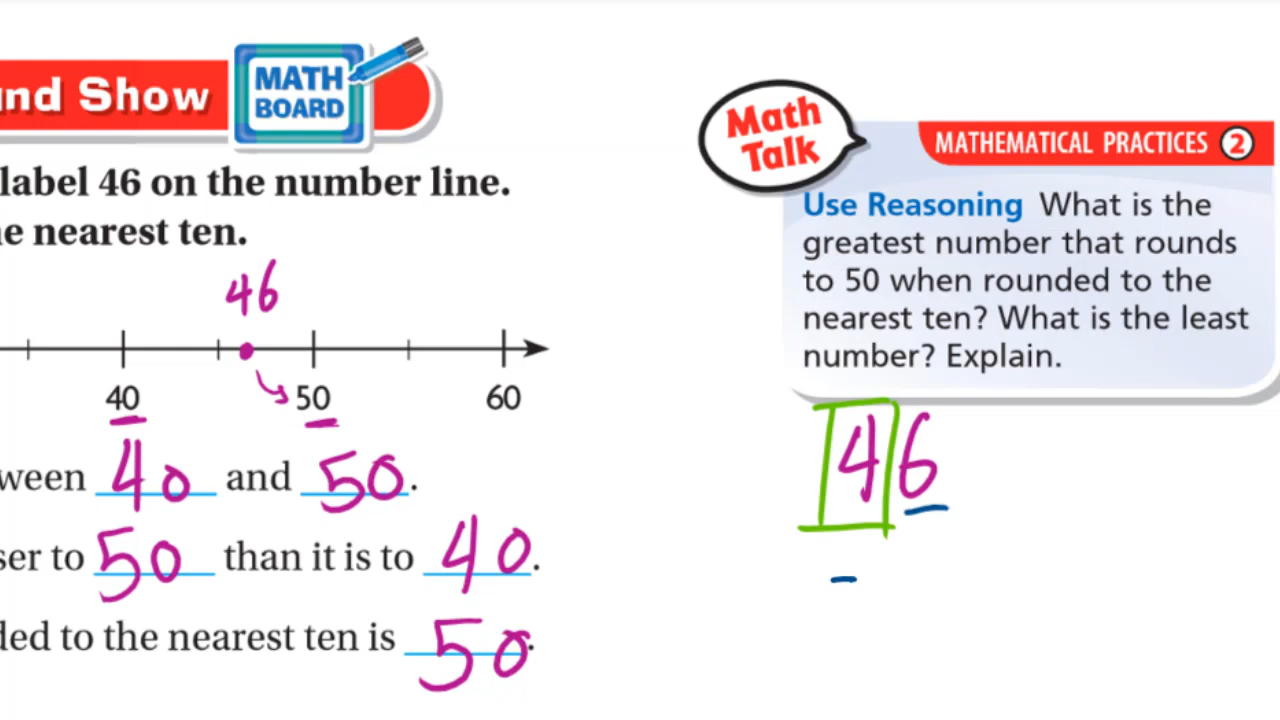 und Show
MATH
BOARD
label 46 on the number line.
e nearest ten.
46
40 50 60
ween 40 and 50.
ser to 50 than it is to 40.
ded to the nearest ten is 50.
Math
Talk
MATHEMATICAL PRACTICES 2
Use Reasoning What is the
greatest number that rounds
to 50 when rounded to the
nearest ten? What is the least
number? Explain.
46